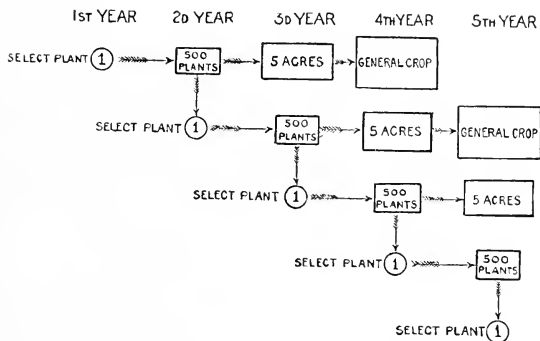 1ST YEAR 2D YEAR 3D YEAR 4TH YEAR 5TH YEAR
SELECT PLANT 1
500
PLANTS
5 ACRES
GENERAL CROP
SELECT PLANT 1
500
PLANTS
5 ACRES
GENERAL CROP
SELECT PLANT 1
500
PLANTS
5 ACRES
SELECT PLANT 1
500
PLANTS
SELECT PLANT 1